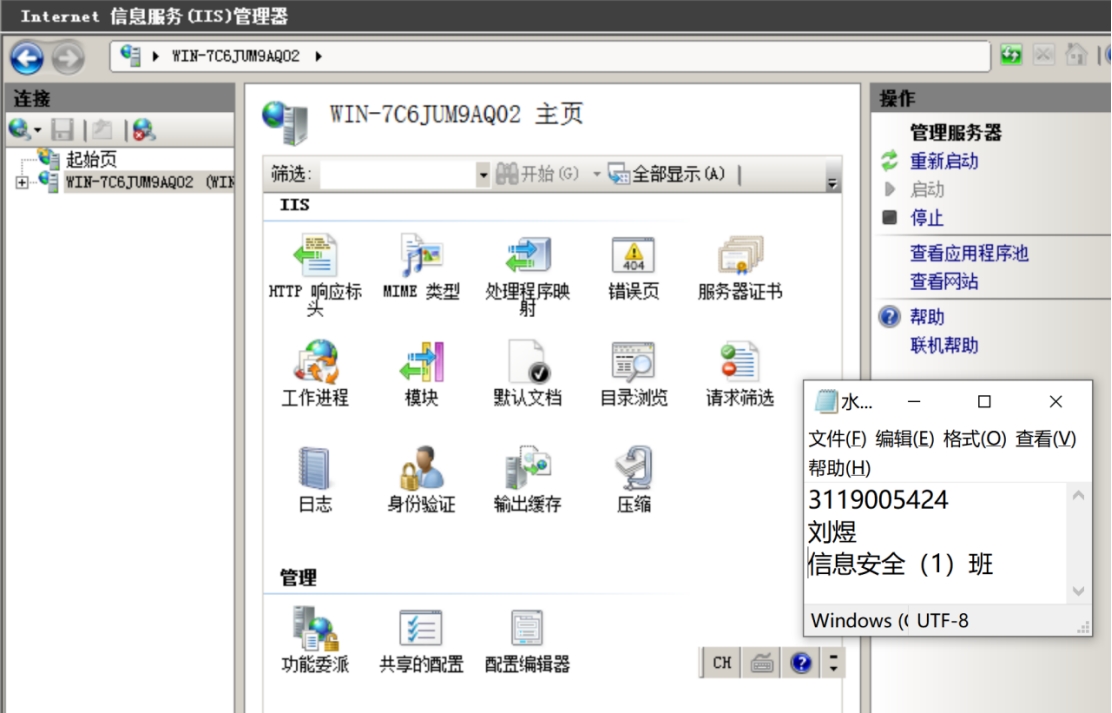 Internet 信息服务(IIS)管理器
WIN-7C6JUM9AQO2
连接
起始页
WIN-7C6JUM9AQO2 (WIN
WIN-7C6JUM9AQO2 主页
筛选:
开始(G)
全部显示(A)
IIS
HTTP 响应标
头
MIME 类型
处理程序映
射
错误页
404
服务器证书
工作进程
模块
默认文档
目录浏览
请求筛选
日志
身份验证
输出缓存
压缩
管理
功能委派
共享的配置
配置编辑器
CH
操作
管理服务器
重新启动
启动
停止
查看应用程序池
查看网站
帮助
联机帮助
水...
文件(F) 编辑(E) 格式(O) 查看(V)
帮助(H)
3119005424
刘煜
信息安全（1）班
Windows (C UTF-8